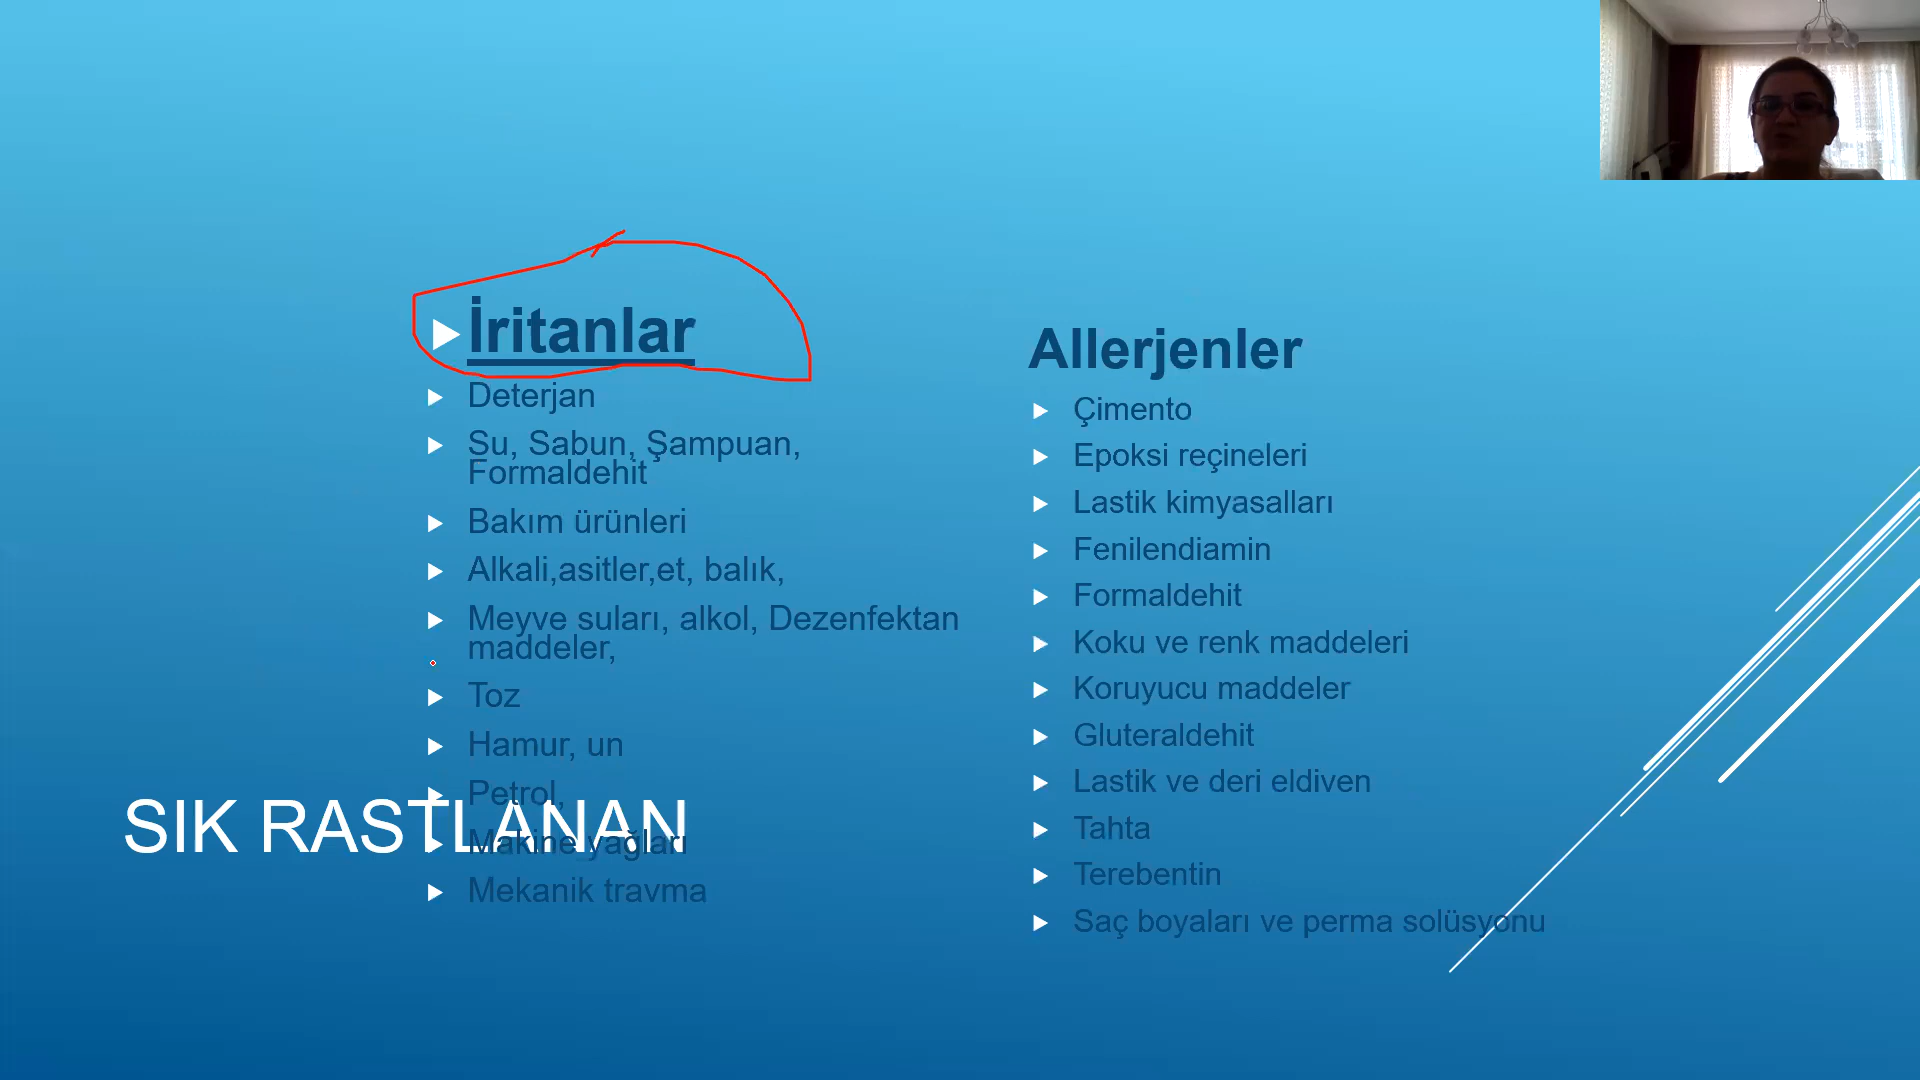 İritanlar
Deterjan
Su, Sabun, Şampuan,
Formaldehit
Bakım ürünleri
Alkali,asitler,et, balık,
Meyve suları, alkol, Dezenfektan
maddeler,
Toz
Hamur, un
Petrol,
Makine yağları
Mekanik travma
Allerjenler
Çimento
Epoksi reçineleri
Lastik kimyasalları
Fenilendiamin
Formaldehit
Koku ve renk maddeleri
Koruyucu maddeler
Gluteraldehit
Lastik ve deri eldiven
Tahta
Terebentin
Saç boyaları ve perma solüsyonu
SIK RASTLANAN